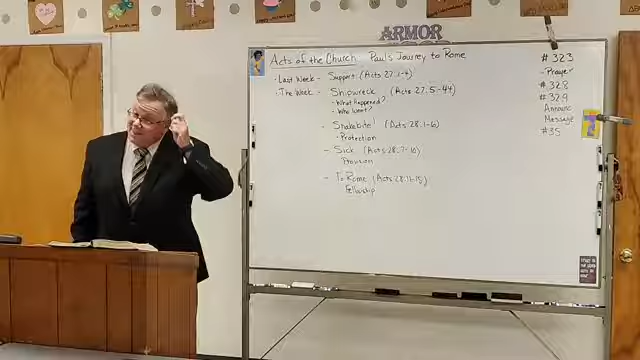 ARMOR
Acts of the Church Paul's Journey to Rome
- Last Week - Support (Acts 27:1-4)
- This Week - Shipwreck (Acts 27:5-44)
- What Happened?
- Who Went?
- Snakebite! (Acts 28:1-6)
- Protection
- Sick (Acts 28:7-10)
Provision
- To Rome (Acts 28:11-15)
Fellowship
#323
- Prayer
#328
#329
Announc
Message
#35